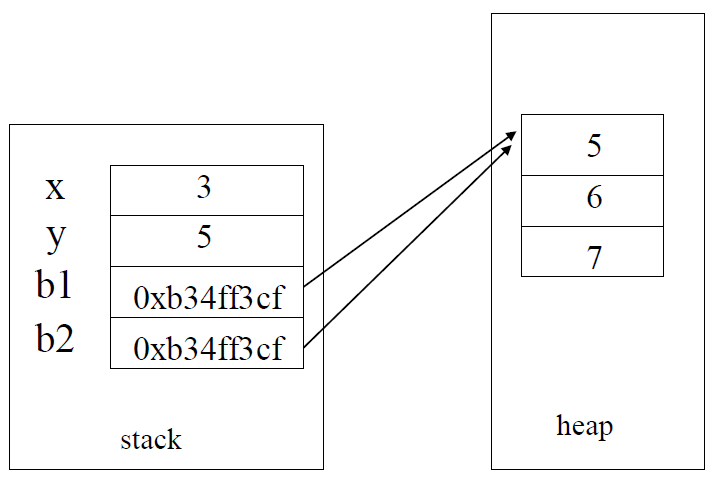 x 3
y 5
b1 0xb34ff3cf
b2 0xb34ff3cf
stack
5
6
7
heap